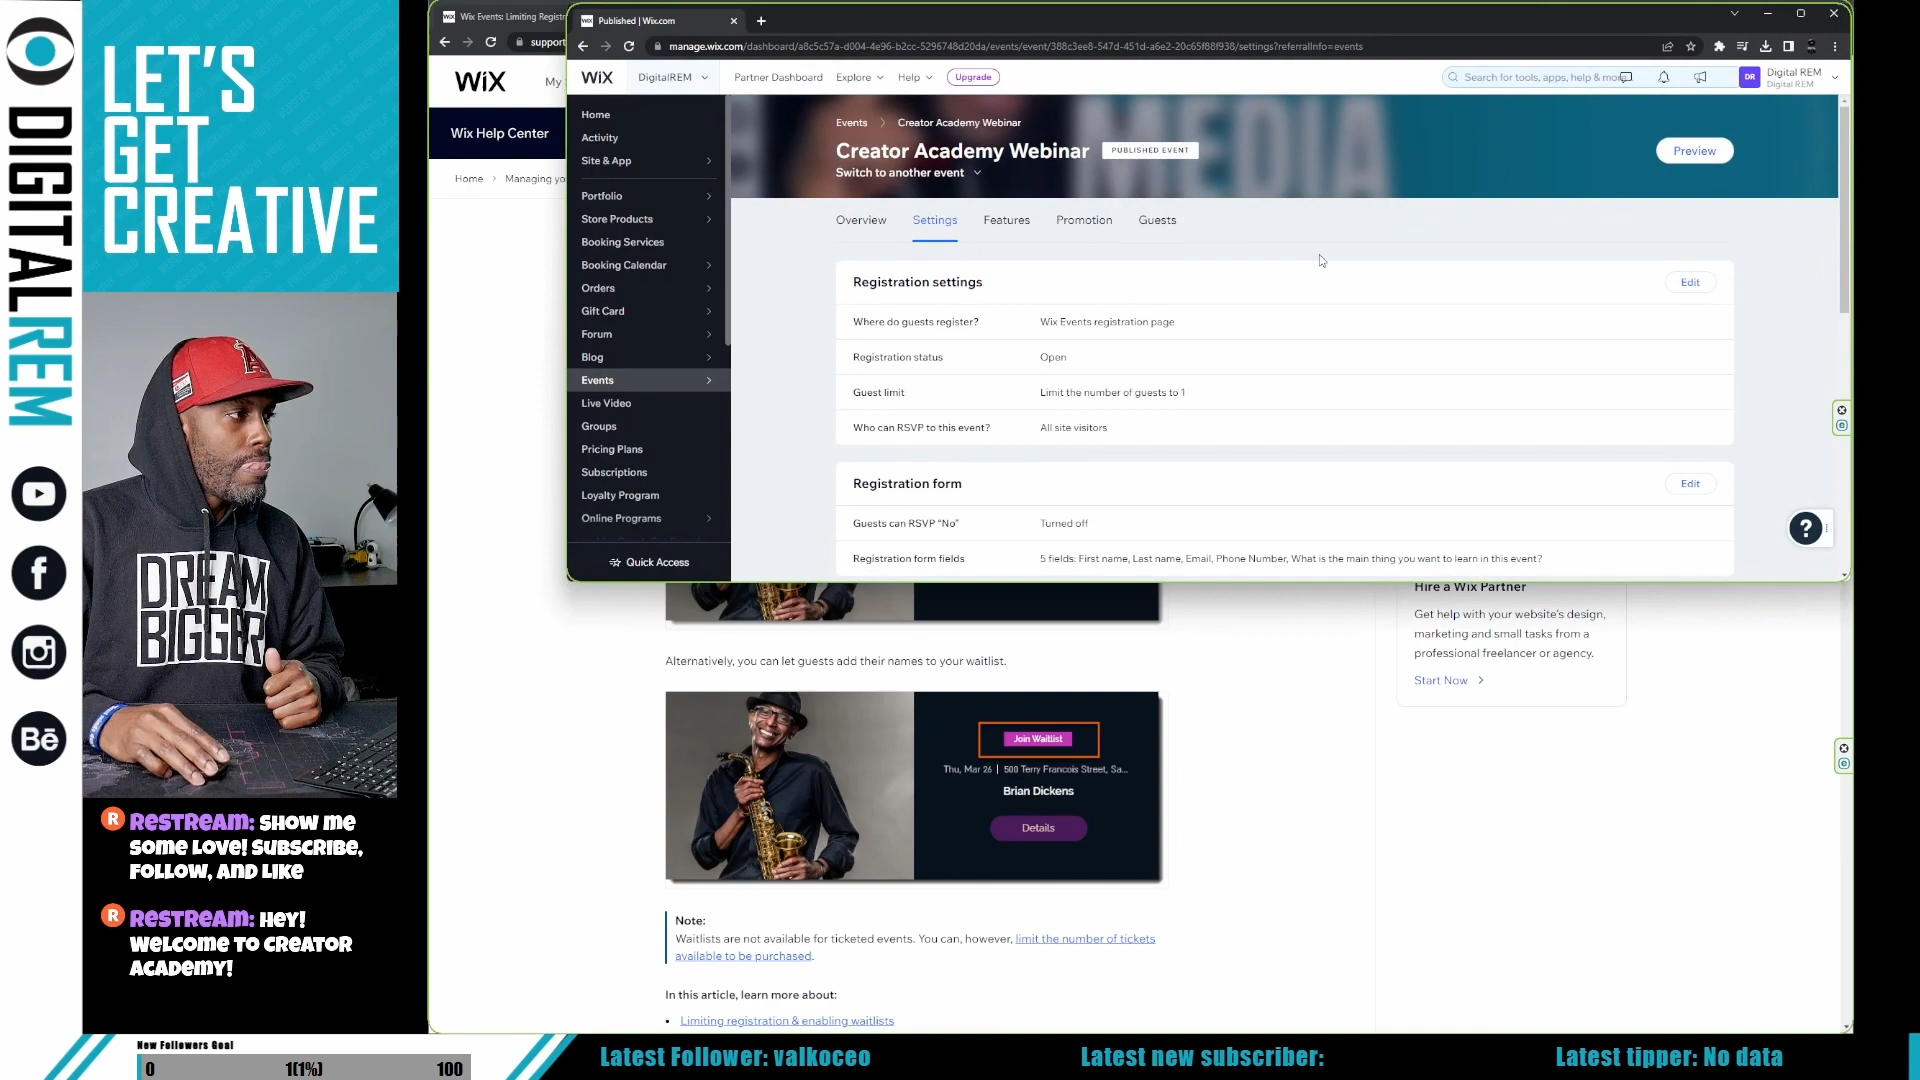 LET'S
GET
CREATIVE
DIGITALREM
Bē
DREAM
BIGGER
Restream: Show me
some love! Subscribe,
follow, and like
Restream: Hey!
Welcome to Creator
Academy!
New Followers Goal
0 1(1%) 100
Latest Follower: valkoceo
Latest new subscriber:
Latest tipper: No data
Wix Events: Limiting Registr
support
WiX
My
Wix Help Center
Home > Managing yo
Published | Wix.com
manage.wix.com/dashboard/a8c5c57a-d004-4e96-b2cc-5296748d20da/events/event/388c3ee8-547d-451d-a6e2-20c65f88f938/settings?referralInfo=events
WiX
DigitalREM
Partner Dashboard
Explore
Help
Upgrade
Search for tools, apps, help & more
DR
Digital REM
Digital REM
Home
Activity
Site & App
Portfolio
Store Products
Booking Services
Booking Calendar
Orders
Gift Card
Forum
Blog
Events
Live Video
Groups
Pricing Plans
Subscriptions
Loyalty Program
Online Programs
Quick Access
MEDIA
Events > Creator Academy Webinar
Creator Academy Webinar
PUBLISHED EVENT
Switch to another event
Preview
Overview
Settings
Features
Promotion
Guests
Registration settings
Edit
Where do guests register? Wix Events registration page
Registration status Open
Guest limit Limit the number of guests to 1
Who can RSVP to this event? All site visitors
Registration form
Edit
Guests can RSVP "No" Turned off
Registration form fields 5 fields: First name, Last name, Email, Phone Number, What is the main thing you want to learn in this event?
?
Alternatively, you can let guests add their names to your waitlist.
Join Waitlist
Thu, Mar 26 | 500 Terry Francois Street, Sa...
Brian Dickens
Details
Note:
Waitlists are not available for ticketed events. You can, however, limit the number of tickets
available to be purchased.
In this article, learn more about:
• Limiting registration & enabling waitlists
Hire a Wix Partner
Get help with your website's design,
marketing and small tasks from a
professional freelancer or agency.
Start Now >